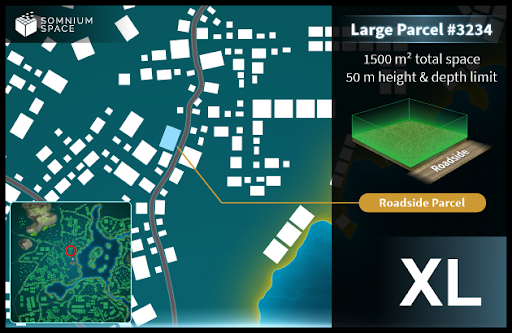 SOMNIUM
SPACE
Large Parcel #3234
1500 m² total space
50 m height & depth limit
Roadside
Roadside Parcel
XL